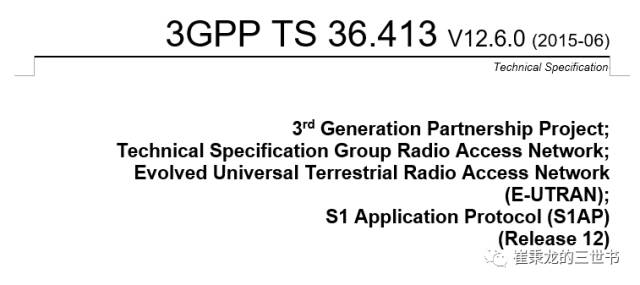 3GPP TS 36.413 V12.6.0 (2015-06)
Technical Specification
3rd Generation Partnership Project;
Technical Specification Group Radio Access Network;
Evolved Universal Terrestrial Radio Access Network
(E-UTRAN);
S1 Application Protocol (S1AP)
(Release 12)
崔秉龙的三世书